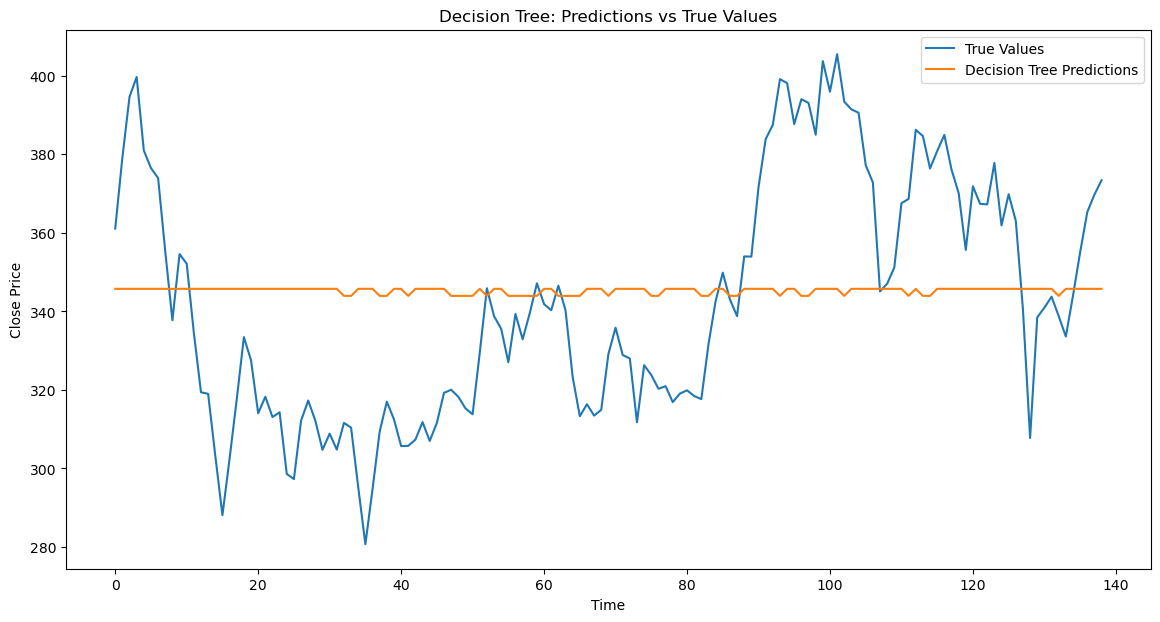 Decision Tree: Predictions vs True Values
True Values
Decision Tree Predictions
Close Price
400
380
360
340
320
300
280
0 20 40 60 80 100 120 140
Time